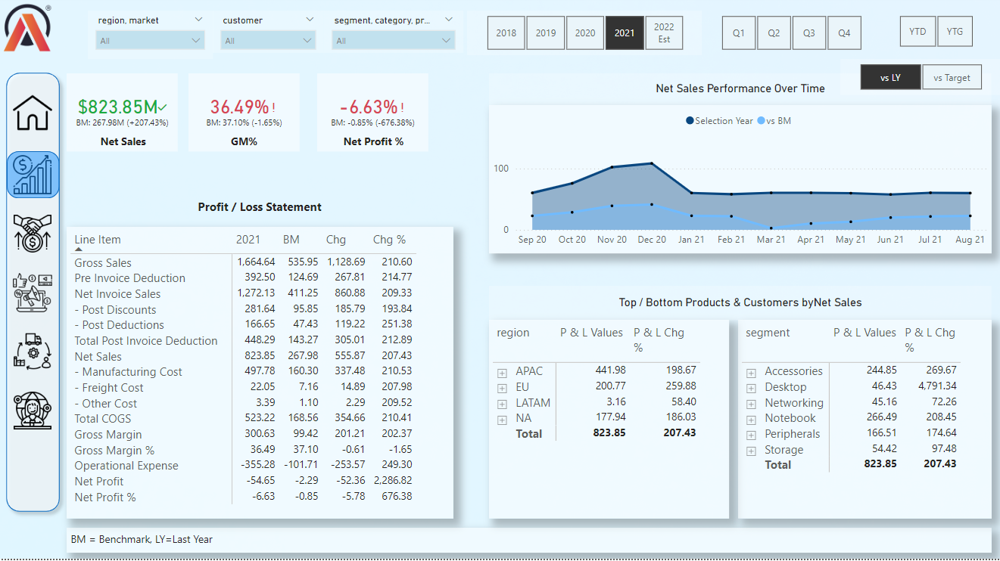 ®
region, market
All
customer
All
segment, category, pr...
All
2018
2019
2020
2021
2022
Est
Q1
Q2
Q3
Q4
YTD
YTG
vs LY
vs Target
$823.85M
BM: 267.98M (+207.43%)
Net Sales
36.49%!
BM: 37.10% (-1.65%)
GM%
-6.63%!
BM: -0.85% (-676.38%)
Net Profit %
Net Sales Performance Over Time
Selection Year vs BM
100
0
Sep 20 Oct 20 Nov 20 Dec 20 Jan 21 Feb 21 Mar 21 Apr 21 May 21 Jun 21 Jul 21 Aug 21
Profit / Loss Statement
Line Item 2021 BM Chg Chg %
Gross Sales 1,664.64 535.95 1,128.69 210.60
Pre Invoice Deduction 392.50 124.69 267.81 214.77
Net Invoice Sales 1,272.13 411.25 860.88 209.33
- Post Discounts 281.64 95.85 185.79 193.84
- Post Deductions 166.65 47.43 119.22 251.38
Total Post Invoice Deduction 448.29 143.27 305.01 212.89
Net Sales 823.85 267.98 555.87 207.43
- Manufacturing Cost 497.78 160.30 337.48 210.53
- Freight Cost 22.05 7.16 14.89 207.98
- Other Cost 3.39 1.10 2.29 209.52
Total COGS 523.22 168.56 354.66 210.41
Gross Margin 300.63 99.42 201.21 202.37
Gross Margin % 36.49 37.10 -0.61 -1.65
Operational Expense -355.28 -101.71 -253.57 249.30
Net Profit -54.65 -2.29 -52.36 2,286.82
Net Profit % -6.63 -0.85 -5.78 676.38
Top / Bottom Products & Customers byNet Sales
region P & L Values P & L Chg
%
APAC 441.98 198.67
EU 200.77 259.88
LATAM 3.16 58.40
NA 177.94 186.03
Total 823.85 207.43
segment P & L Values P & L Chg
%
Accessories 244.85 269.67
Desktop 46.43 4,791.34
Networking 45.16 72.26
Notebook 266.49 208.45
Peripherals 166.51 174.64
Storage 54.42 97.48
Total 823.85 207.43
BM = Benchmark, LY=Last Year